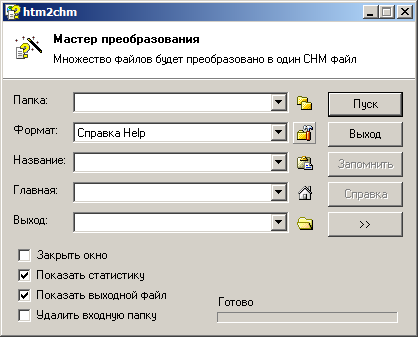 htm2chm
Мастер преобразования
Множество файлов будет преобразовано в один CHM файл
Папка:
Пуск
Формат:
Справка Help
Выход
Название:
Запомнить
Главная:
Справка
Выход:
>>
Закрыть окно
Показать статистику
Показать выходной файл
Готово
Удалить входную папку